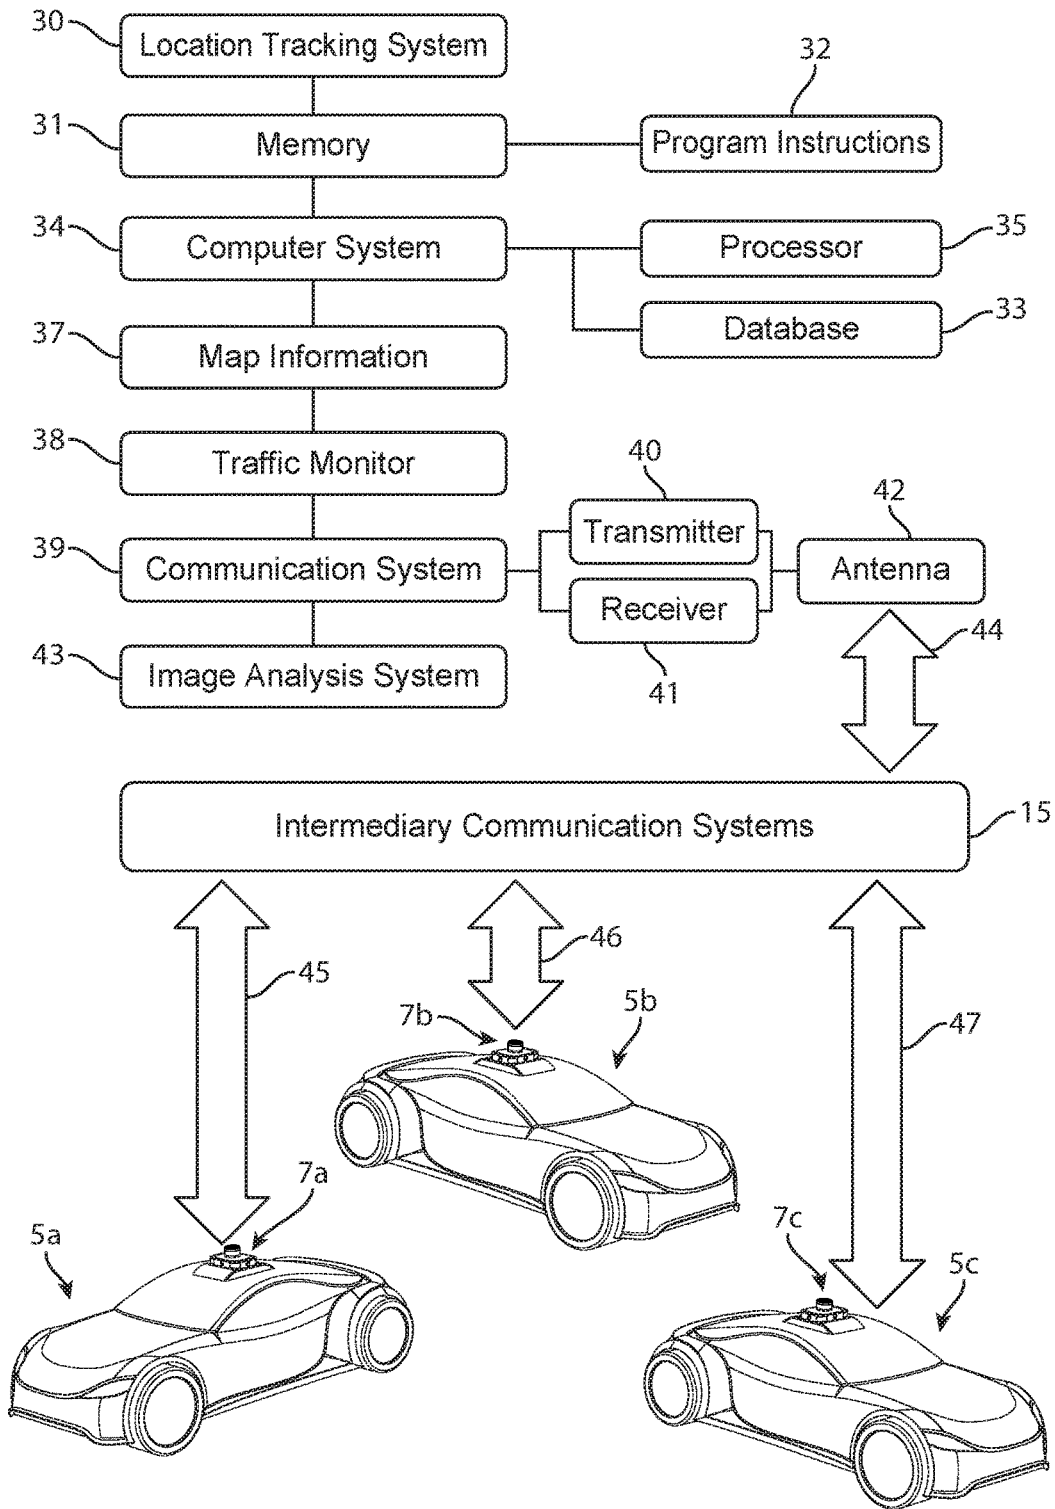 30
Location Tracking System
32
31
Memory
Program Instructions
34
Computer System
Processor
35
Database
33
37
Map Information
38
Traffic Monitor
40
Transmitter
42
39
Communication System
Antenna
Receiver
44
43
Image Analysis System
41
Intermediary Communication Systems
15
45
46
7b
5b
47
7a
5a
7c
5c